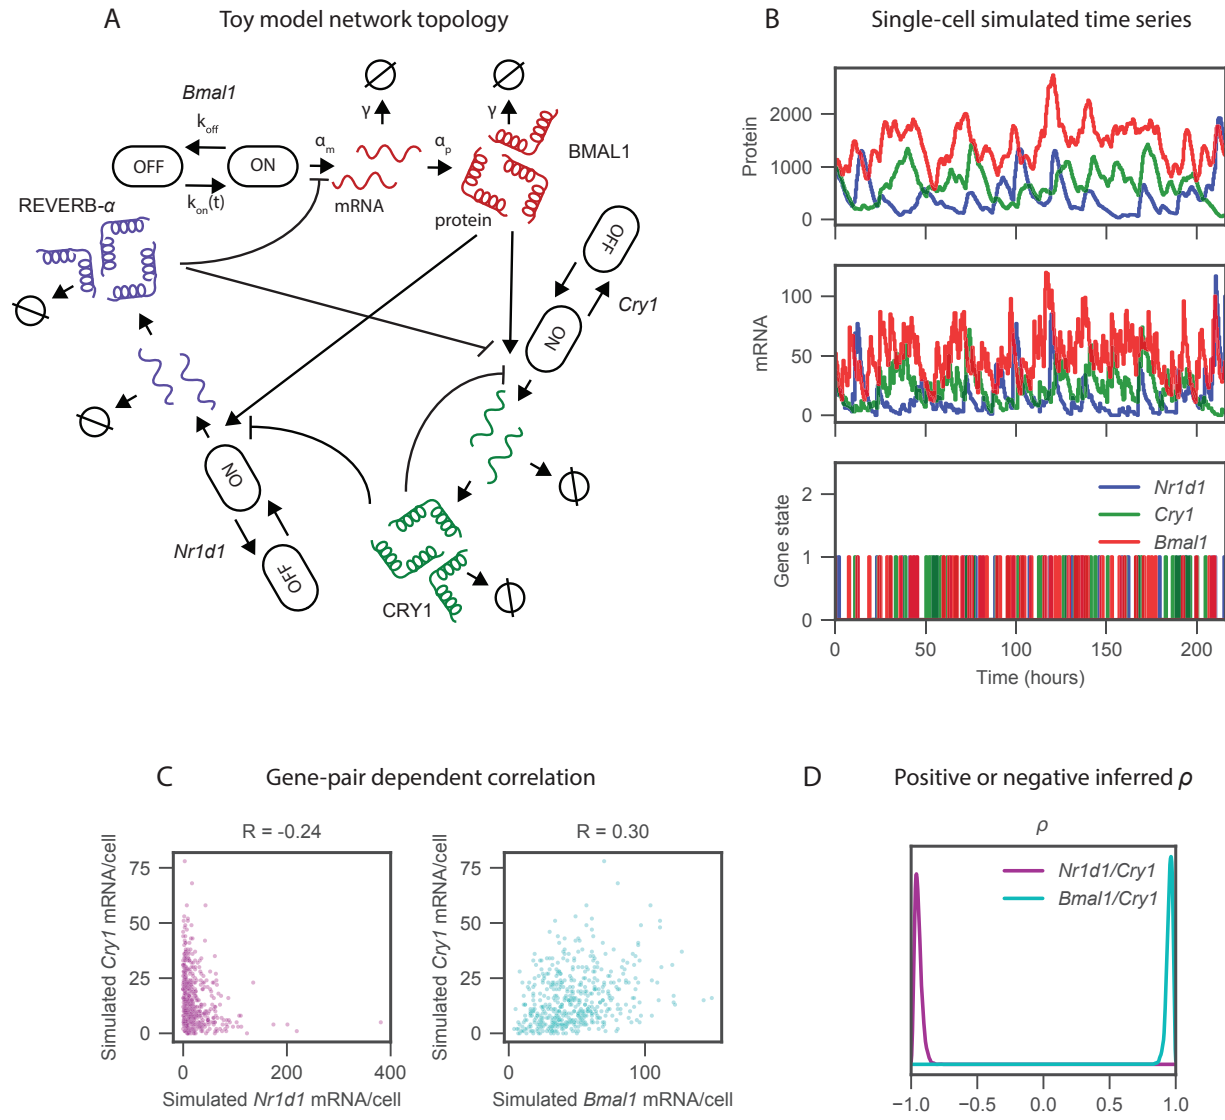 A Toy model network topology
Bmal1
k_off
OFF
ON
k_on(t)
γ
α_m
mRNA
α_p
γ
BMAL1
protein
REVERB-α
OFF
ON
Cry1
ON
OFF
Nr1d1
CRY1
B Single-cell simulated time series
Protein
2000
1000
0
mRNA
100
50
0
Gene state
2
1
0
Nr1d1
Cry1
Bmal1
0 50 100 150 200
Time (hours)
C Gene-pair dependent correlation
R = -0.24
Simulated Cry1 mRNA/cell
75
50
25
0
0 200 400
Simulated Nr1d1 mRNA/cell
R = 0.30
Simulated Cry1 mRNA/cell
75
50
25
0
0 100
Simulated Bmal1 mRNA/cell
D Positive or negative inferred ρ
ρ
Nr1d1/Cry1
Bmal1/Cry1
−1.0 −0.5 0.0 0.5 1.0